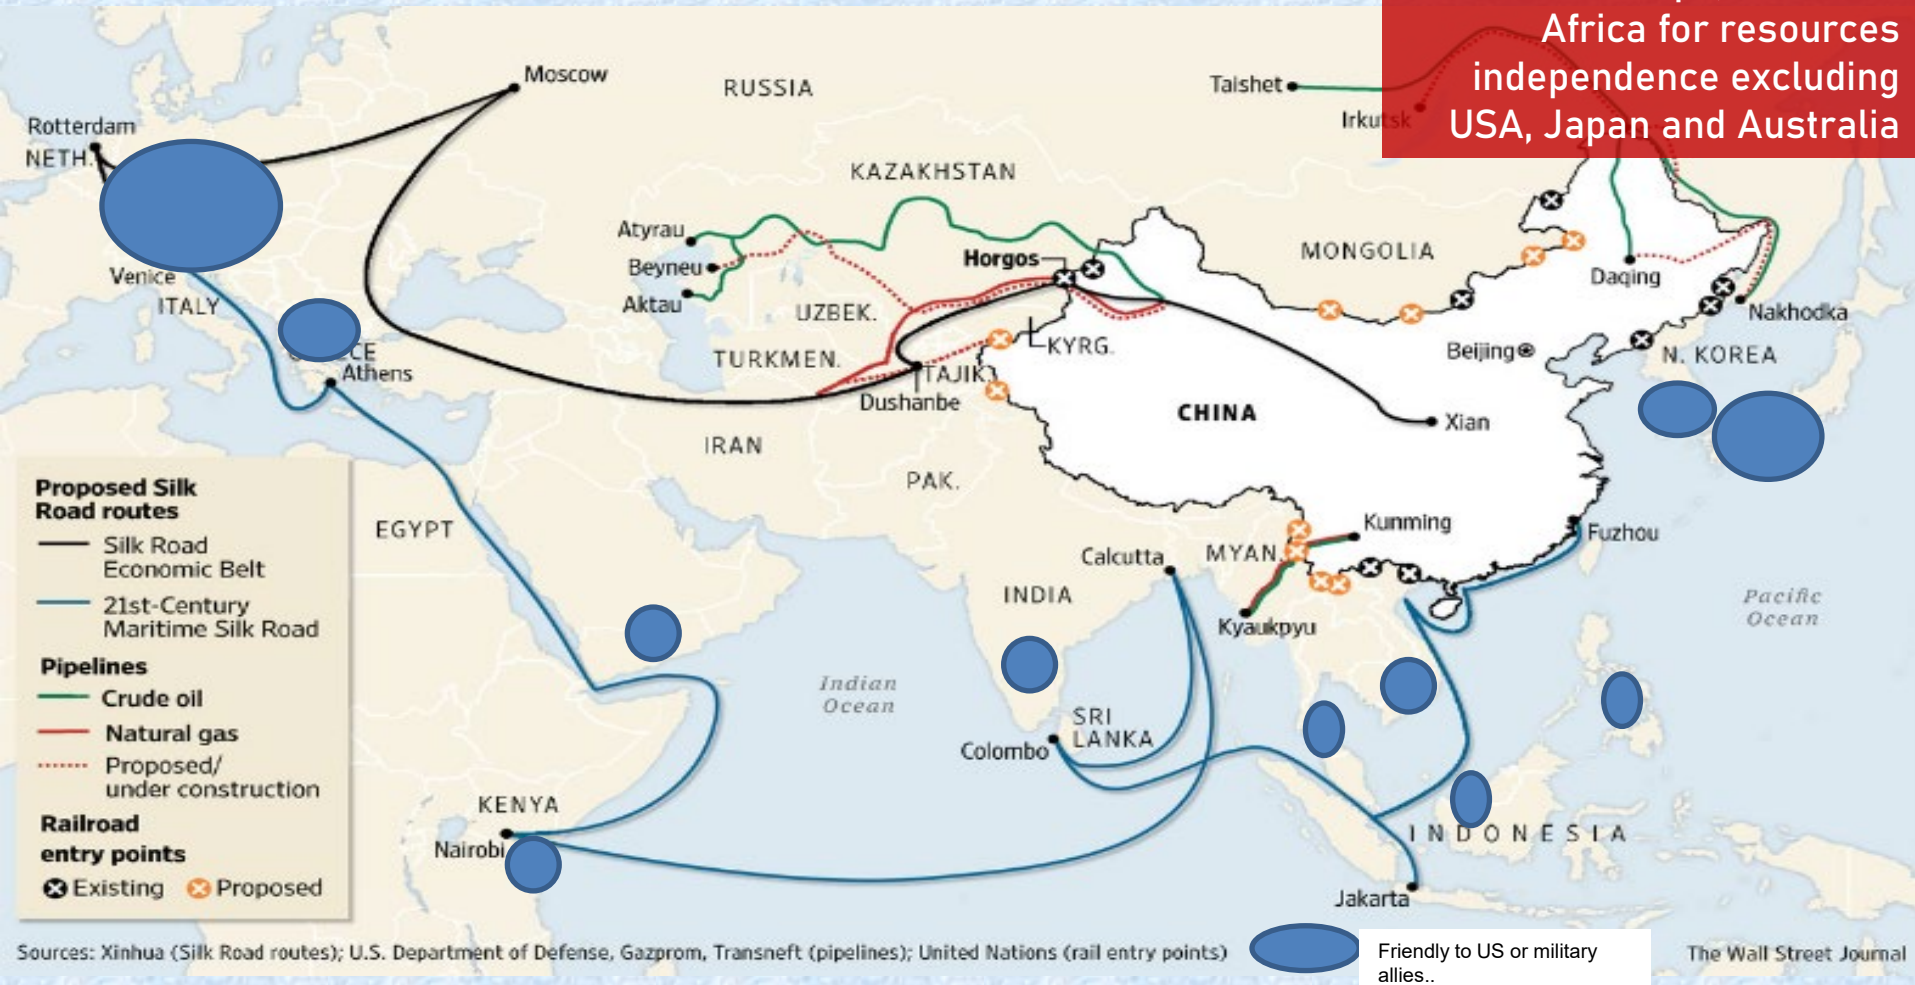 Africa for resources
independence excluding
USA, Japan and Australia
Moscow
RUSSIA
Taishet
Irkutsk
Rotterdam
NETH.
KAZAKHSTAN
Atyrau
Beyneu
Aktau
Horgos
MONGOLIA
Venice
ITALY
UZBEK.
Daqing
Nakhodka
TURKMEN.
KYRG.
Beijing
N. KOREA
CE
Athens
TAJIK.
Dushanbe
CHINA
Xian
IRAN
PAK.
Proposed Silk
Road routes
Silk Road
Economic Belt
21st-Century
Maritime Silk Road
Pipelines
Crude oil
Natural gas
Proposed/
under construction
Railroad
entry points
Existing
Proposed
EGYPT
Kunming
Fuzhou
Calcutta
MYAN.
INDIA
Kyaukpyu
Pacific
Ocean
Indian
Ocean
SRI
LANKA
Colombo
KENYA
Nairobi
INDONESIA
Jakarta
Sources: Xinhua (Silk Road routes); U.S. Department of Defense, Gazprom, Transneft (pipelines); United Nations (rail entry points)
Friendly to US or military
allies..
The Wall Street Journal